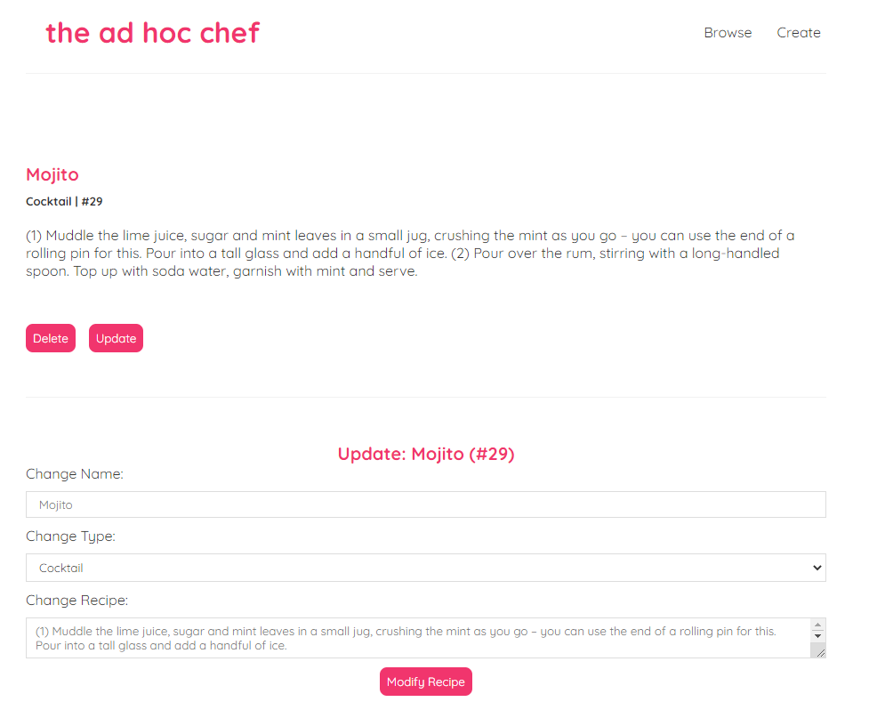 the ad hoc chef
Browse Create
Mojito
Cocktail | #29
(1) Muddle the lime juice, sugar and mint leaves in a small jug, crushing the mint as you go – you can use the end of a
rolling pin for this. Pour into a tall glass and add a handful of ice. (2) Pour over the rum, stirring with a long-handled
spoon. Top up with soda water, garnish with mint and serve.
Delete Update
Update: Mojito (#29)
Change Name:
Mojito
Change Type:
Cocktail
Change Recipe:
(1) Muddle the lime juice, sugar and mint leaves in a small jug, crushing the mint as you go – you can use the end of a rolling pin for this.
Pour into a tall glass and add a handful of ice.
Modify Recipe